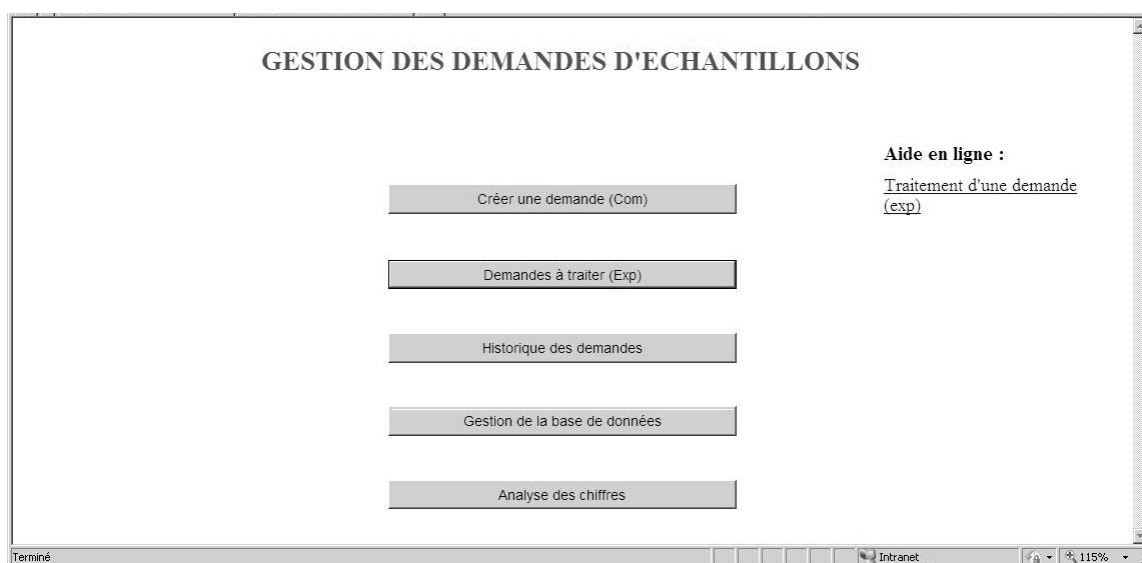 GESTION DES DEMANDES D'ECHANTILLONS
Aide en ligne :
Traitement d'une demande
(exp)
Créer une demande (Com)
Demandes à traiter (Exp)
Historique des demandes
Gestion de la base de données
Analyse des chiffres
Terminé
Intranet
115%